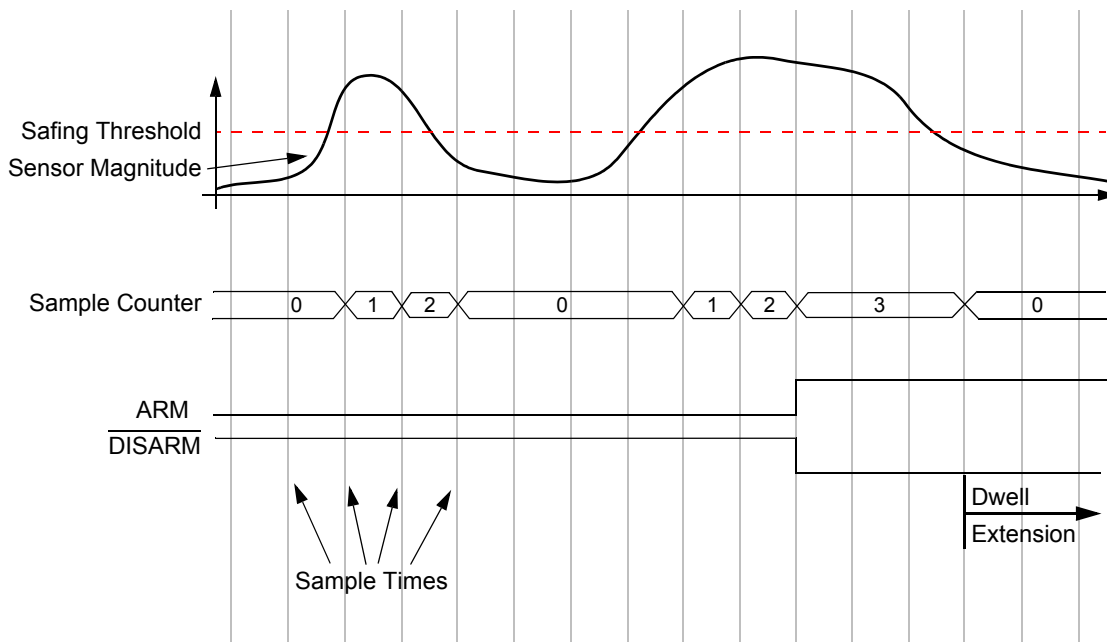 Safing Threshold
Sensor Magnitude
Sample Counter
0 1 2 0 1 2 3 0
ARM
DISARM
Dwell
Extension
Sample Times